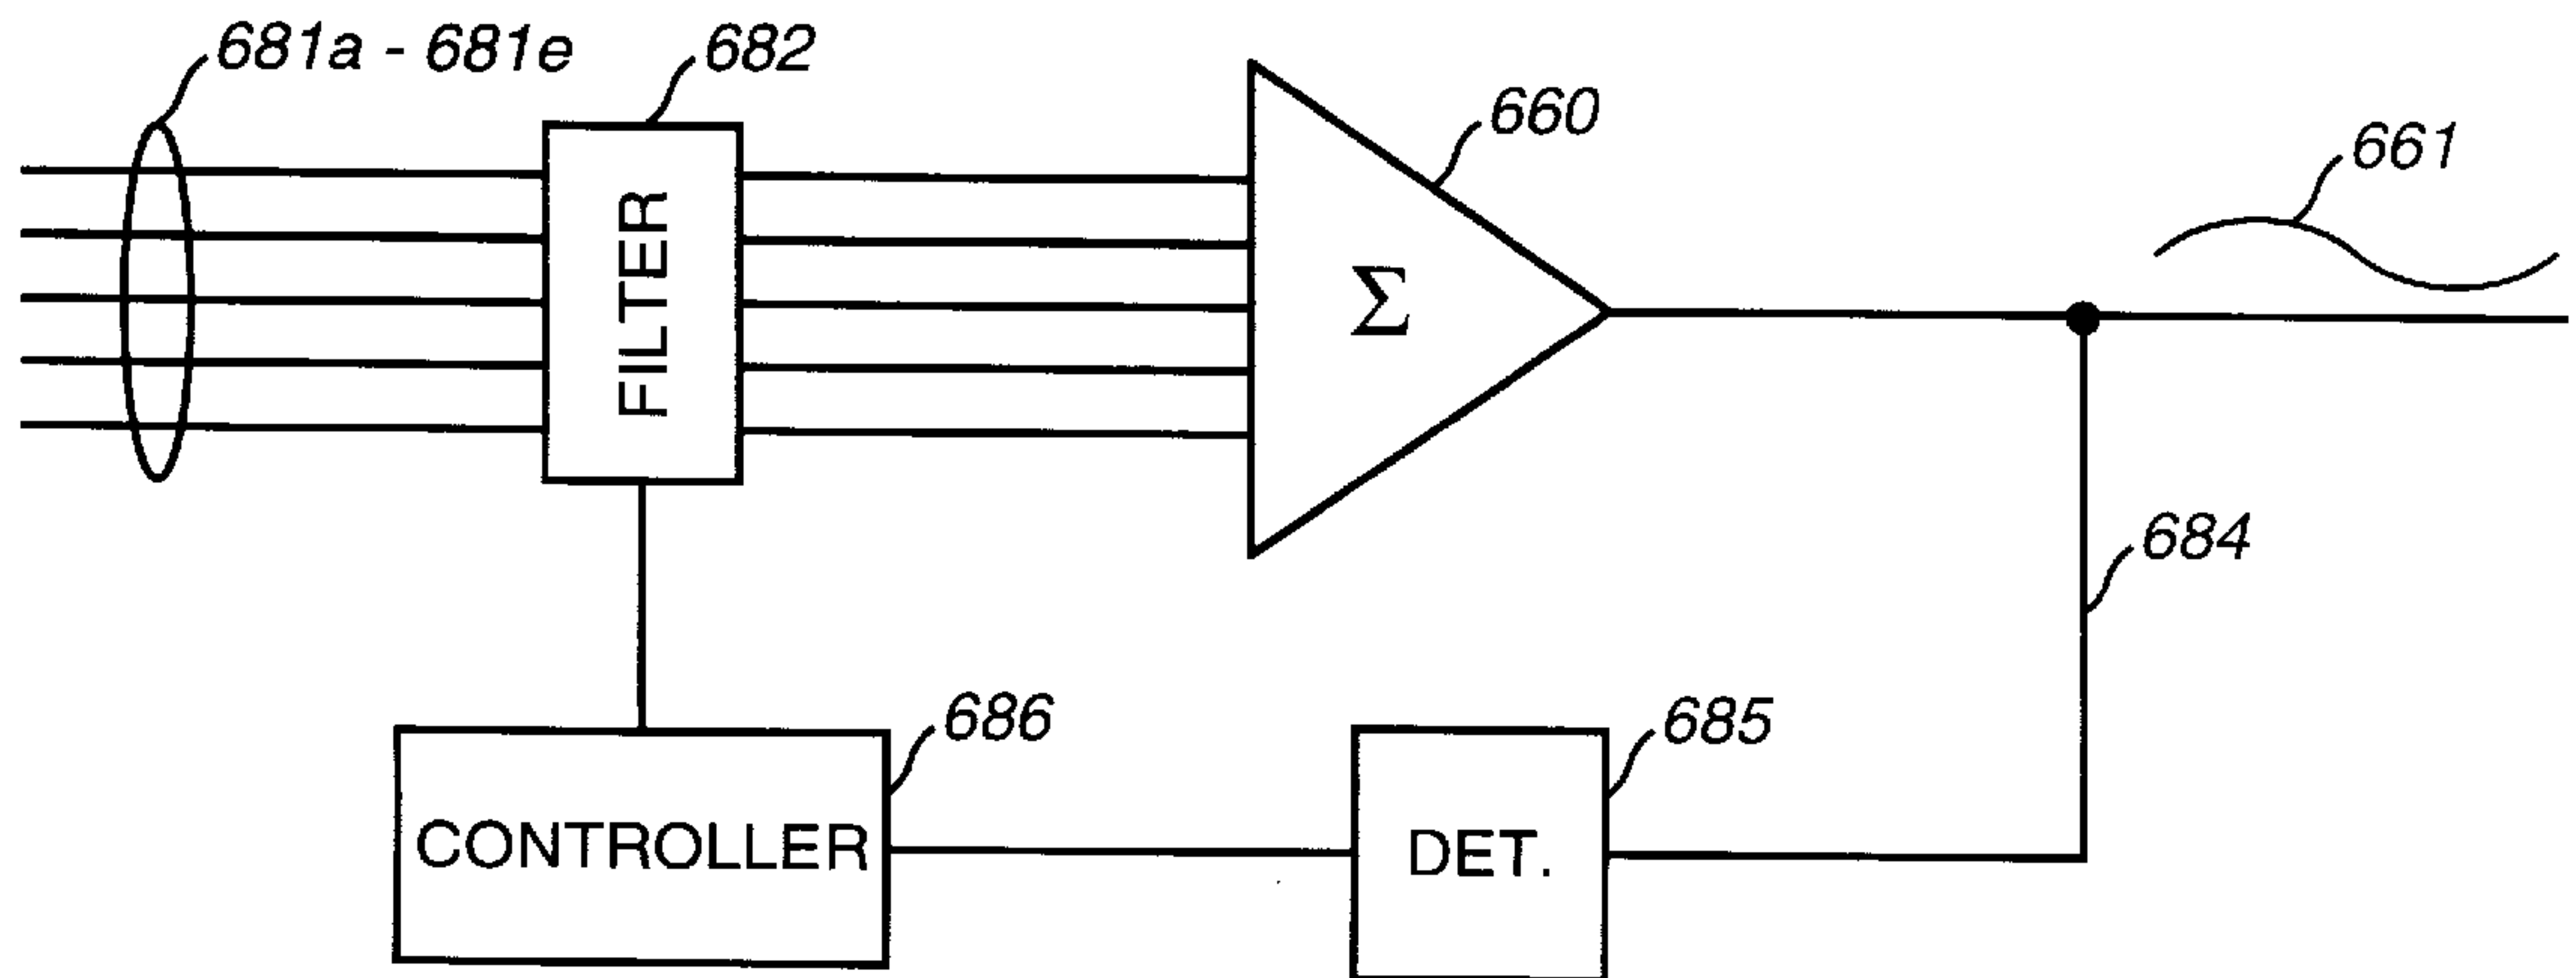 681a - 681e
682
660
661
FILTER
Σ
684
686
685
CONTROLLER
DET.